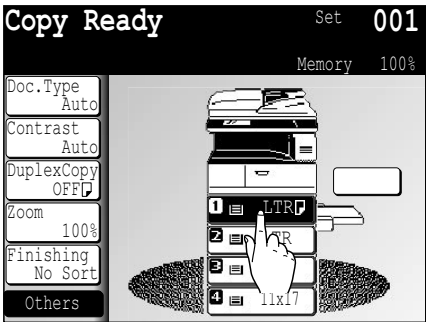 Copy Ready
Set 001
Memory 100%
Doc.Type
Auto
Contrast
Auto
DuplexCopy
OFF
Zoom
100%
Finishing
No Sort
Others
1 LTR
2
3
4 11x17